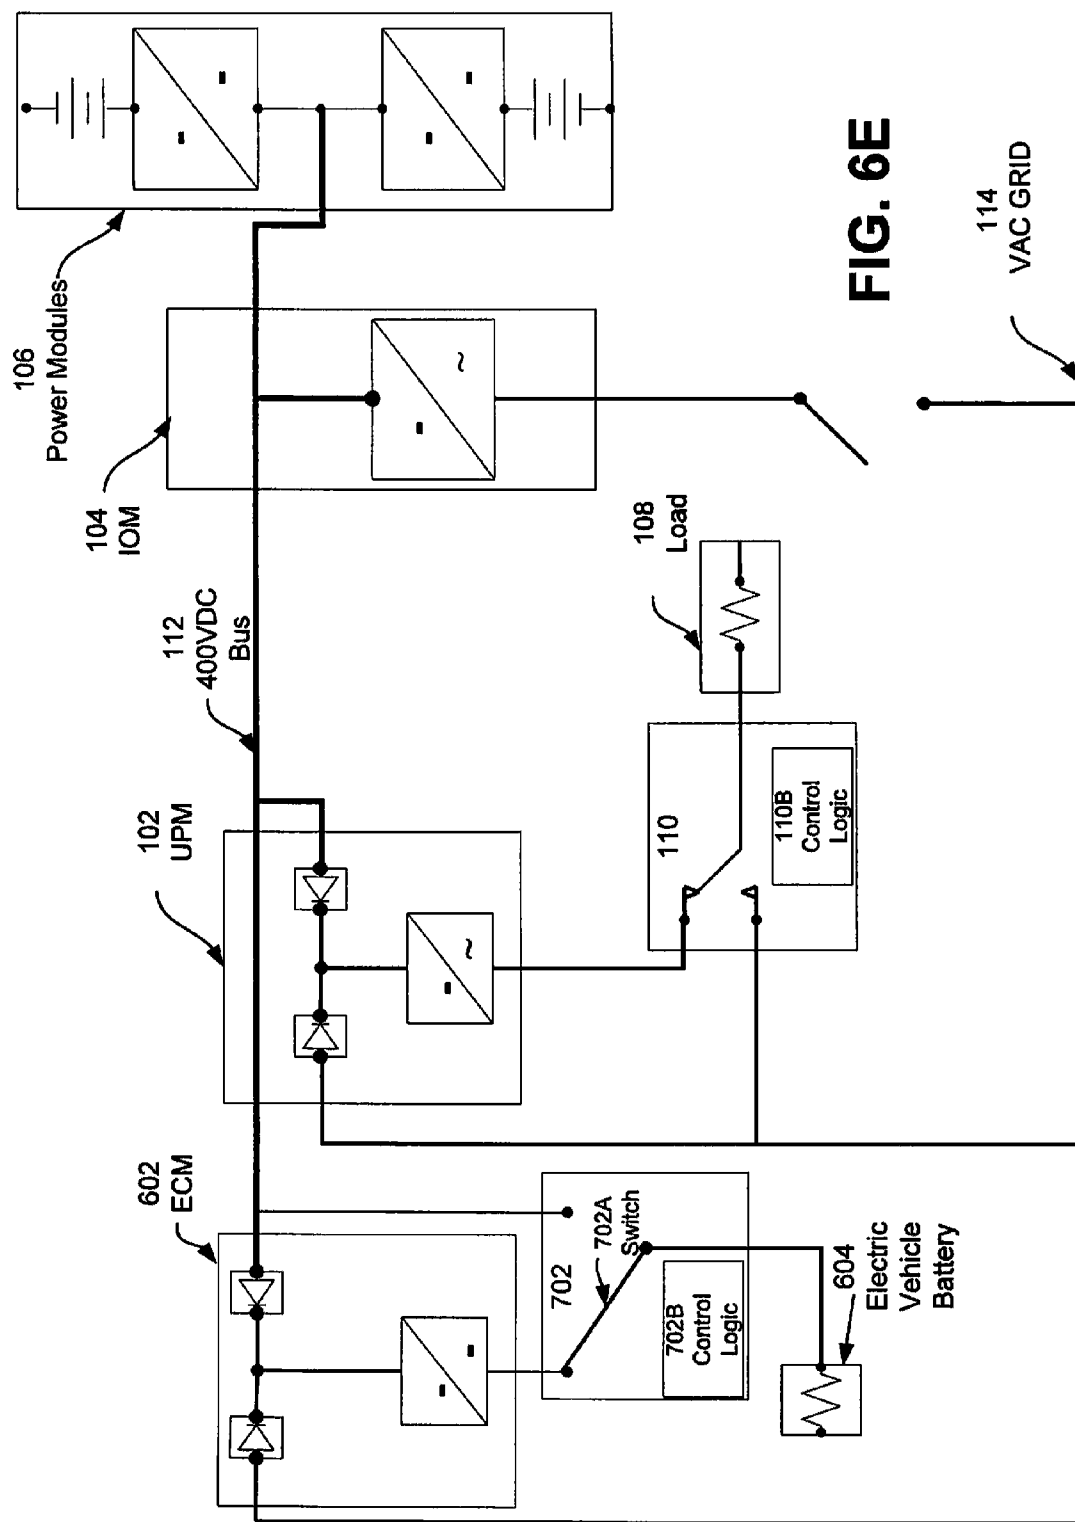 106
Power Modules
104
IOM
112
400VDC
Bus
102
UPM
602
ECM
108
Load
110
110B
Control
Logic
702
702A
Switch
702B
Control
Logic
604
Electric
Vehicle
Battery
FIG. 6E
114
VAC GRID